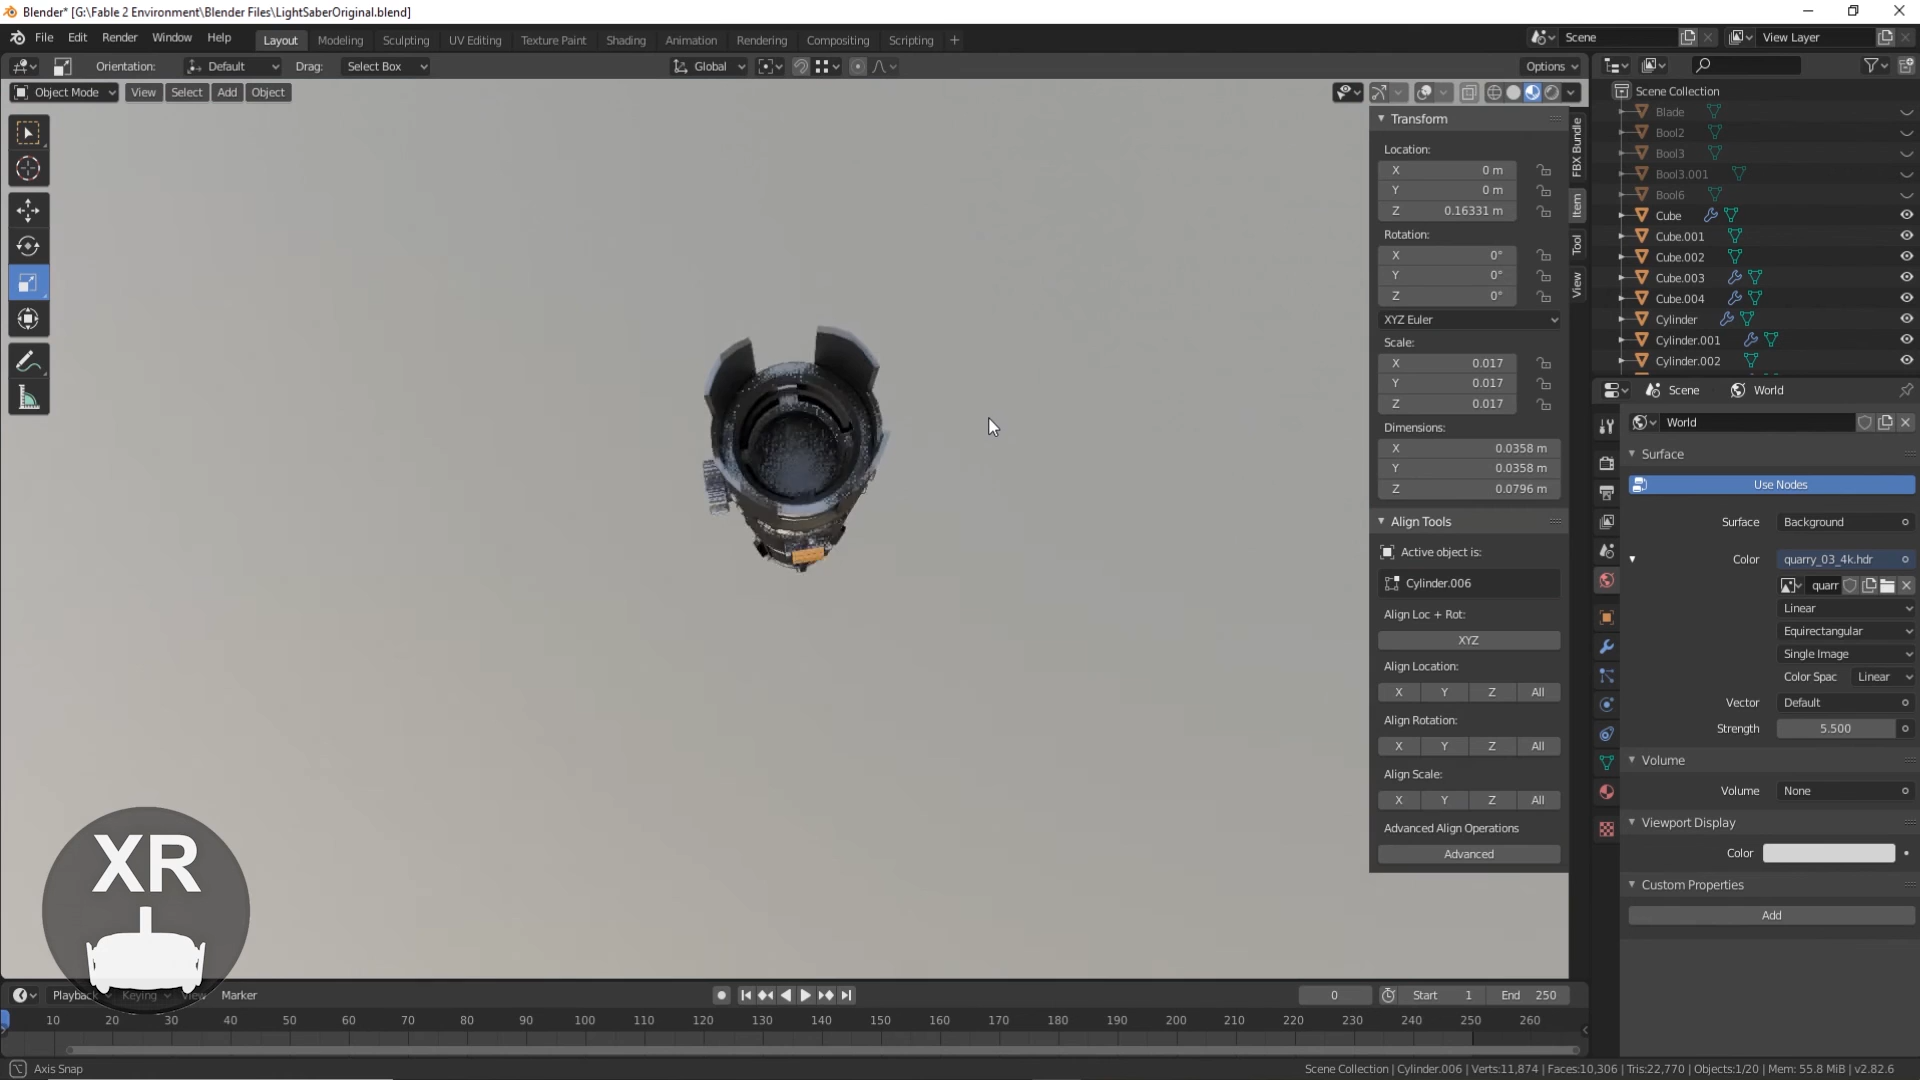 Blender* [G:\Fable 2 Environment\Blender Files\LightSaberOriginal.blend]
File Edit Render Window Help Layout Modeling Sculpting UV Editing Texture Paint Shading Animation Rendering Compositing Scripting + Scene View Layer
Orientation: Default Drag: Select Box Global Options
Object Mode View Select Add Object
Scene Collection
Blade
Bool2
Bool3
Bool3.001
Bool6
Cube
Cube.001
Cube.002
Cube.003
Cube.004
Cylinder
Cylinder.001
Cylinder.002
Transform
Location:
X 0 m
Y 0 m
Z 0.16331 m
Rotation:
X 0°
Y 0°
Z 0°
XYZ Euler
Scale:
X 0.017
Y 0.017
Z 0.017
Dimensions:
X 0.0358 m
Y 0.0358 m
Z 0.0796 m
Align Tools
Active object is:
Cylinder.006
Align Loc + Rot:
XYZ
Align Location:
X Y Z All
Align Rotation:
X Y Z All
Align Scale:
X Y Z All
Advanced Align Operations
Advanced
FBX Bundle
Item
Tool
View
Scene World
World
Surface
Use Nodes
Surface Background
Color quarry_03_4k.hdr
quarr
Linear
Equirectangular
Single Image
Color Spac Linear
Vector Default
Strength 5.500
Volume
Volume None
Viewport Display
Color
Custom Properties
Add
XR
Playback Keying View Marker 0 Start 1 End 250
10 20 30 40 50 60 70 80 90 100 110 120 130 140 150 160 170 180 190 200 210 220 230 240 250 260
Axis Snap
Scene Collection | Cylinder.006 | Verts:11,874 | Faces:10,306 | Tris:22,770 | Objects:1/20 | Mem: 55.8 MiB | v2.82.6